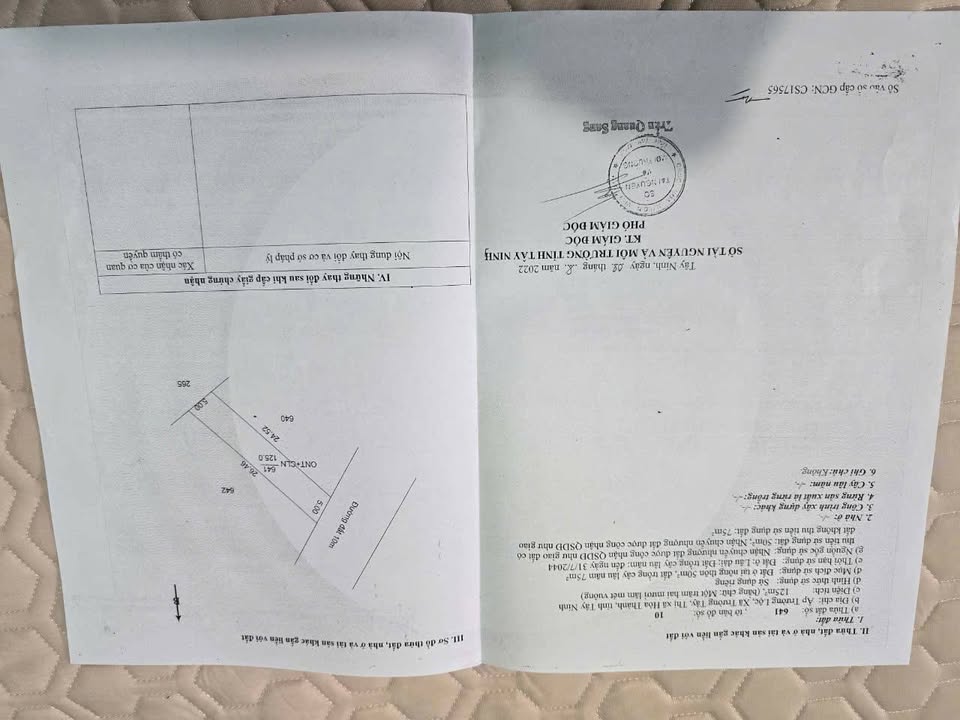 II. Thửa đất, nhà ở và tài sản gắn liền khác gắn liền với đất
1. Thửa đất:
a) Thửa đất số: 641 , tờ bản đồ số: 10
b) Địa chỉ: Ấp Trường Lộc, Xã Trường Tây, Thị xã Hòa Thành, tỉnh Tây Ninh
c) Diện tích: 125m², (bằng chữ: Một trăm hai mươi lăm mét vuông)
d) Hình thức sử dụng: Sử dụng riêng
đ) Mục đích sử dụng: Đất ở tại nông thôn 50m², đất trồng cây lâu năm 75m²
e) Thời hạn sử dụng: Đất ở: Lâu dài; Đất trồng cây lâu năm: đến ngày 31/7/2044
g) Nguồn gốc sử dụng: Nhận chuyển nhượng đất được công nhận QSDĐ như giao đất có
thu tiền sử dụng đất: 50m², Nhận chuyển nhượng đất được công nhận QSDĐ như giao
đất không thu tiền sử dụng đất: 75m²
2. Nhà ở: -/-
3. Công trình xây dựng khác: -/-
4. Rừng sản xuất là rừng trồng: -/-
5. Cây lâu năm: -/-
6. Ghi chú: Không.
Tây Ninh, ngày tháng năm 2022
SỞ TÀI NGUYÊN VÀ MÔI TRƯỜNG TỈNH TÂY NINH
KT. GIÁM ĐỐC
PHÓ GIÁM ĐỐC
SỞ
TÀI NGUYÊN
VÀ
MÔI TRƯỜNG
Trần Quang Sang
Số vào sổ cấp GCN: CS17565
III. Sơ đồ thửa đất, nhà ở và tài sản gắn liền khác gắn liền với đất
B
Đường đất 10m
5.00
642
26.46
ONT+CLN
641
125.0
24.52
640
5.00
265
IV. Những thay đổi sau khi cấp giấy chứng nhận
Nội dung thay đổi và cơ sở pháp lý
Xác nhận của cơ quan
có thẩm quyền